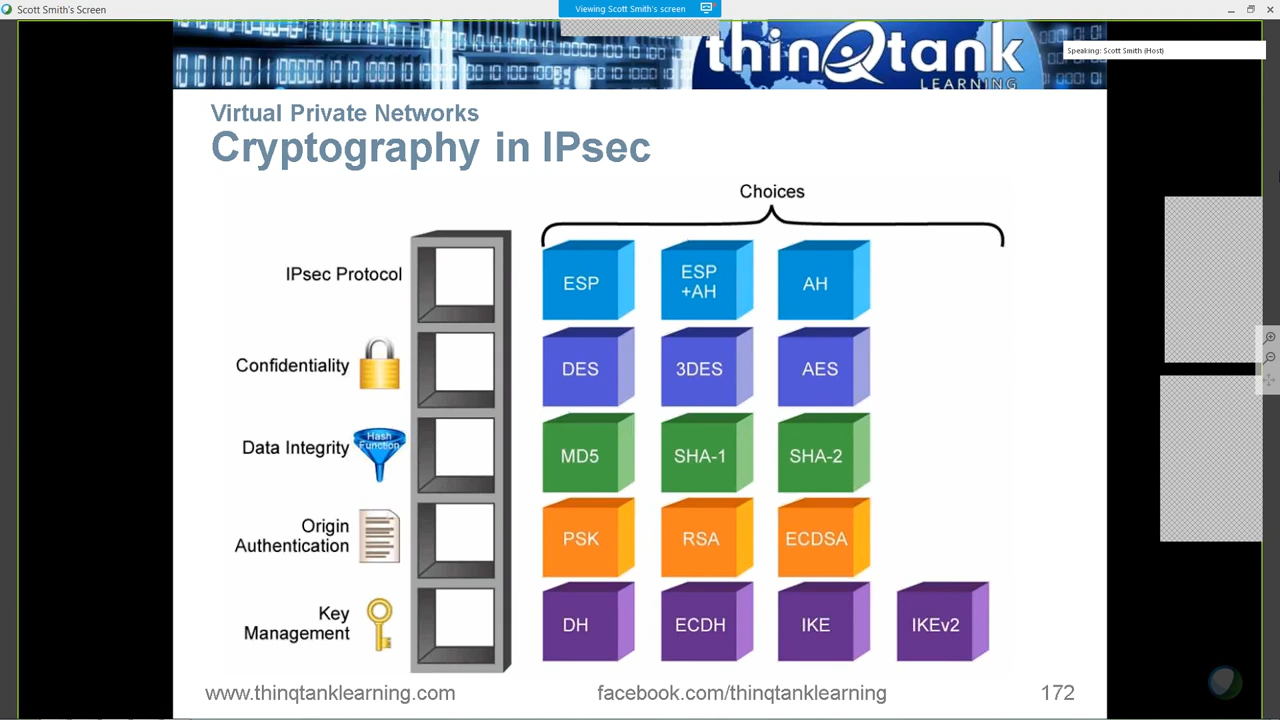 Scott Smith's Screen
Viewing Scott Smith's screen
Speaking: Scott Smith (Host)
thinQtank
LEARNING
Virtual Private Networks
Cryptography in IPsec
Choices
IPsec Protocol
ESP
ESP
+AH
AH
Confidentiality
DES
3DES
AES
Data Integrity
Hash
Function
MD5
SHA-1
SHA-2
Origin
Authentication
PSK
RSA
ECDSA
Key
Management
DH
ECDH
IKE
IKEv2
www.thinqtanklearning.com
facebook.com/thinqtanklearning
172